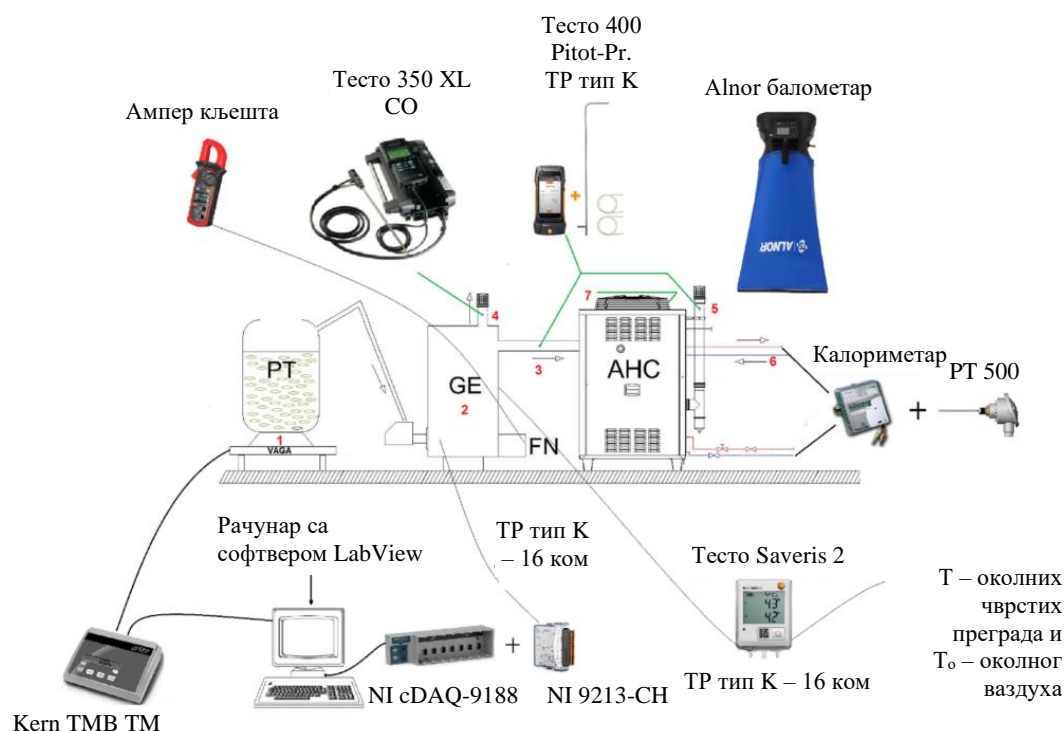 Тесто 400
Pitot-Pr.
ТР тип K
Тесто 350 XL
CO
Alnor балометар
Ампер кљешта
ALNOR
7
5
4
Калориметар
PT 500
6
3
PT
GE
AHC
2
1
FN
VAGA
Рачунар са
софтвером LabView
ТР тип K
– 16 ком
Тесто Saveris 2
Т – околних
чврстих
преграда и
Tₒ – околног
ваздуха
+
+
+
NI cDAQ-9188
NI 9213-CH
ТР тип K – 16 ком
Kern TMB TM